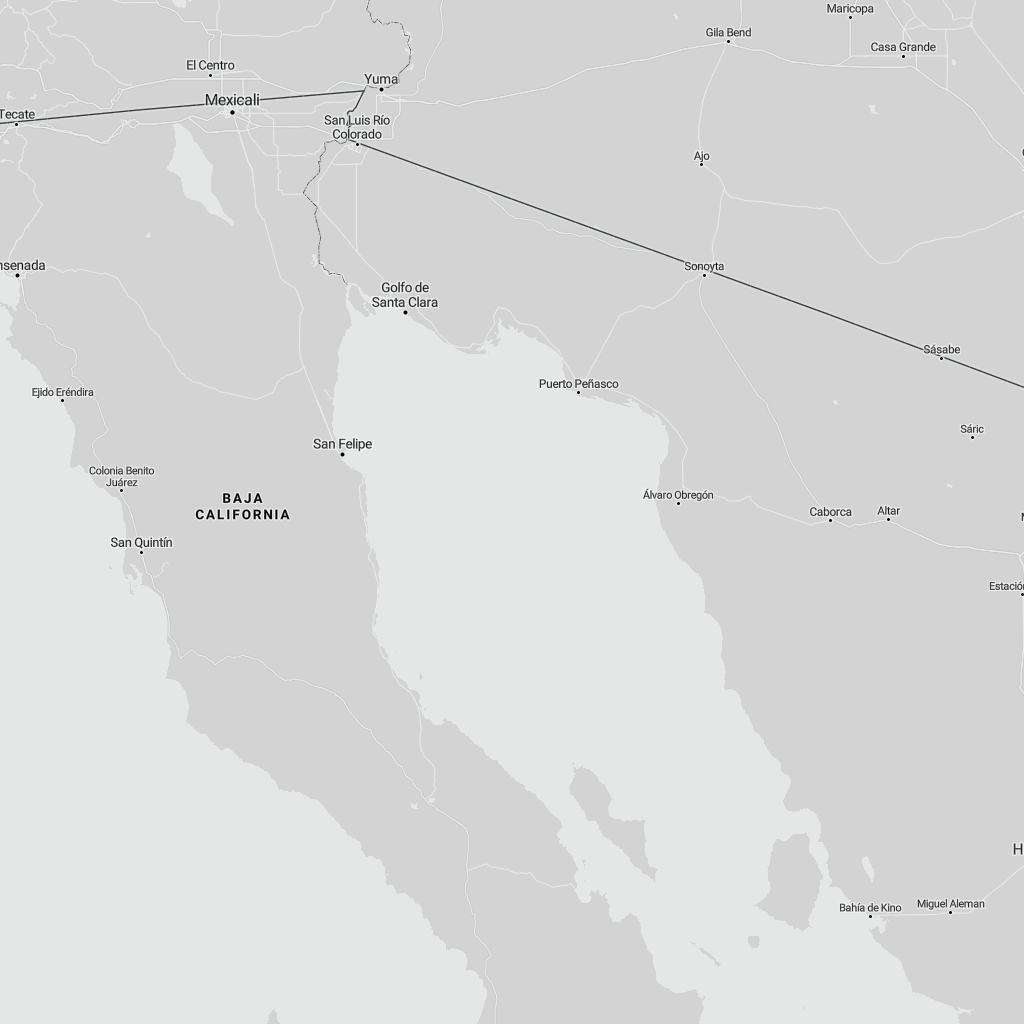 Maricopa
Gila Bend
Casa Grande
El Centro
Yuma
Mexicali
Tecate
San Luis Río
Colorado
Ajo
nsenada
Sonoyta
Golfo de
Santa Clara
Sásabe
Puerto Peñasco
Ejido Eréndira
Sáric
San Felipe
Colonia Benito
Juárez
BAJA
CALIFORNIA
Álvaro Obregón
Caborca
Altar
San Quintín
Estación
H
Bahía de Kino
Miguel Aleman